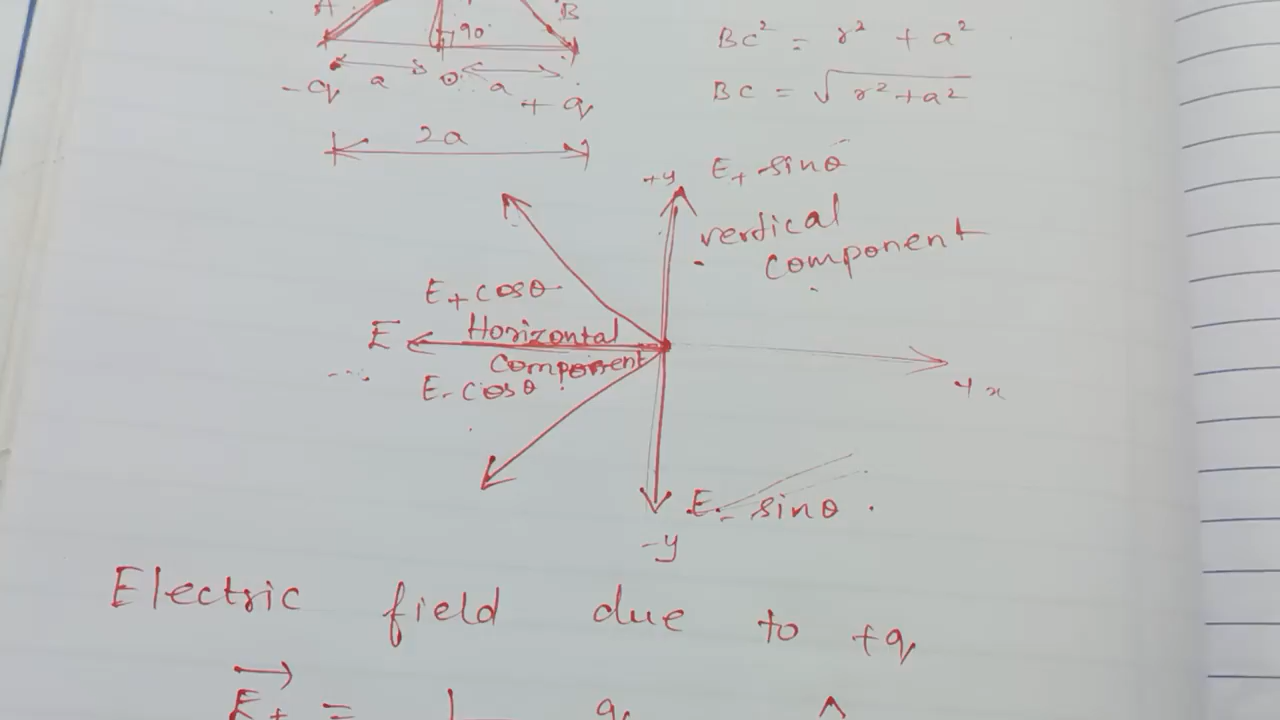 A
B
90
BC² = r² + a²
a
O
a
BC = √r²+a²
-q
+ q
2a
+y
E+ sinθ
vertical
component
E+ cosθ
E
Horizontal
component
E- cosθ
E- sinθ
-y
Electric field due to +q
E+ = 1 q ^